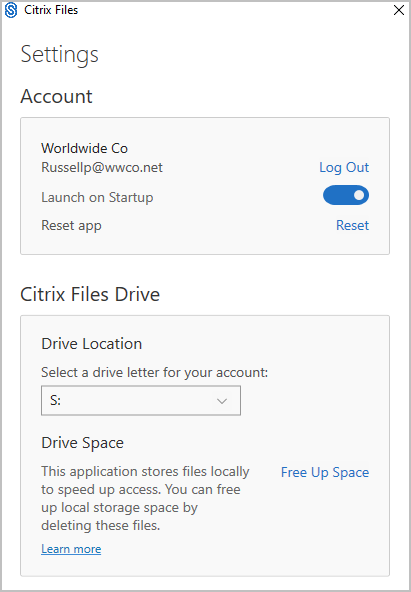 Citrix Files
Settings
Account
Worldwide Co
Russellp@wwco.net
Log Out
Launch on Startup
Reset app
Reset
Citrix Files Drive
Drive Location
Select a drive letter for your account:
S:
Drive Space
This application stores files locally
to speed up access. You can free
up local storage space by
deleting these files.
Free Up Space
Learn more